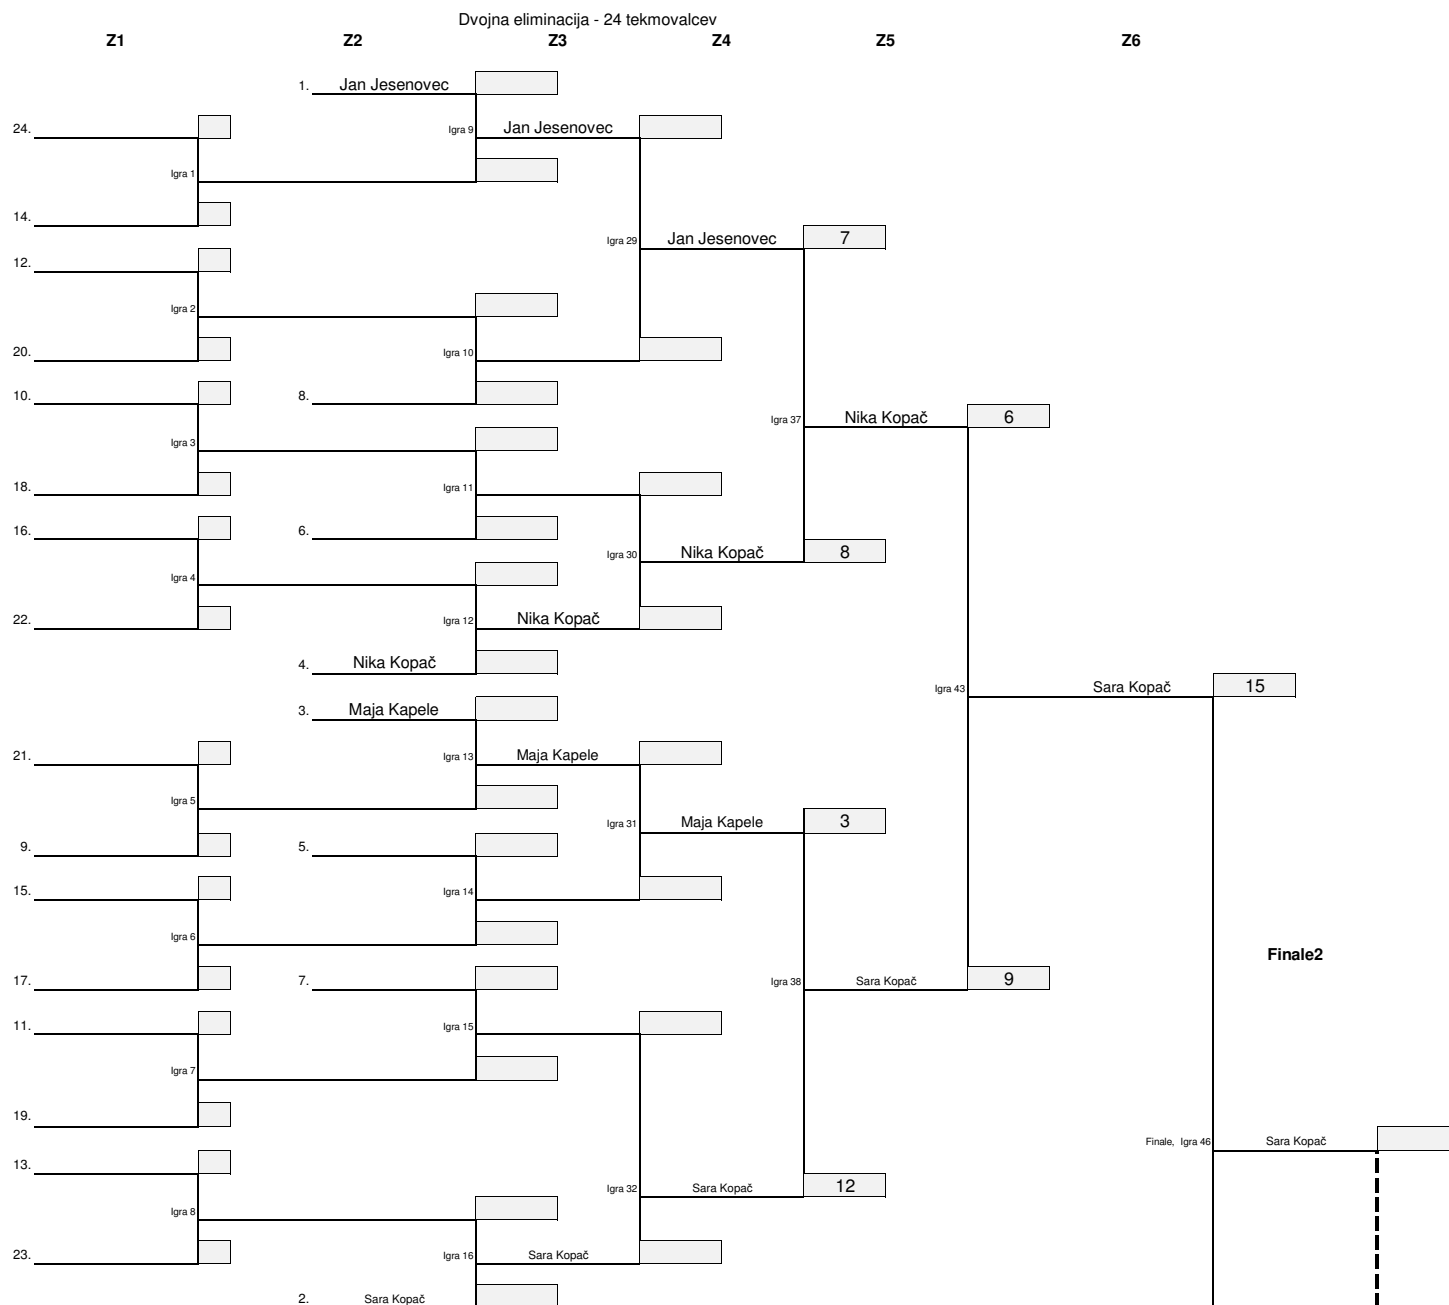 Dvojna eliminacija - 24 tekmovalcev
Z1 Z2 Z3 Z4 Z5 Z6
1. Jan Jesenovec
24. Igra 9 Jan Jesenovec
Igra 1
14.
Igra 29 Jan Jesenovec 7
12.
Igra 2
20. Igra 10
10. 8.
Igra 37 Nika Kopač 6
Igra 3
18. Igra 11
16. 6.
Igra 30 Nika Kopač 8
Igra 4
22. Igra 12 Nika Kopač
4. Nika Kopač
Igra 43 Sara Kopač 15
3. Maja Kapele
21. Igra 13 Maja Kapele
Igra 5
Igra 31 Maja Kapele 3
9. 5.
15. Igra 14
Igra 6
Finale2
17. 7. Igra 38 Sara Kopač 9
11. Igra 15
Igra 7
19.
Finale, Igra 46 Sara Kopač
13.
Igra 32 Sara Kopač 12
Igra 8
23. Igra 16 Sara Kopač
2. Sara Kopač